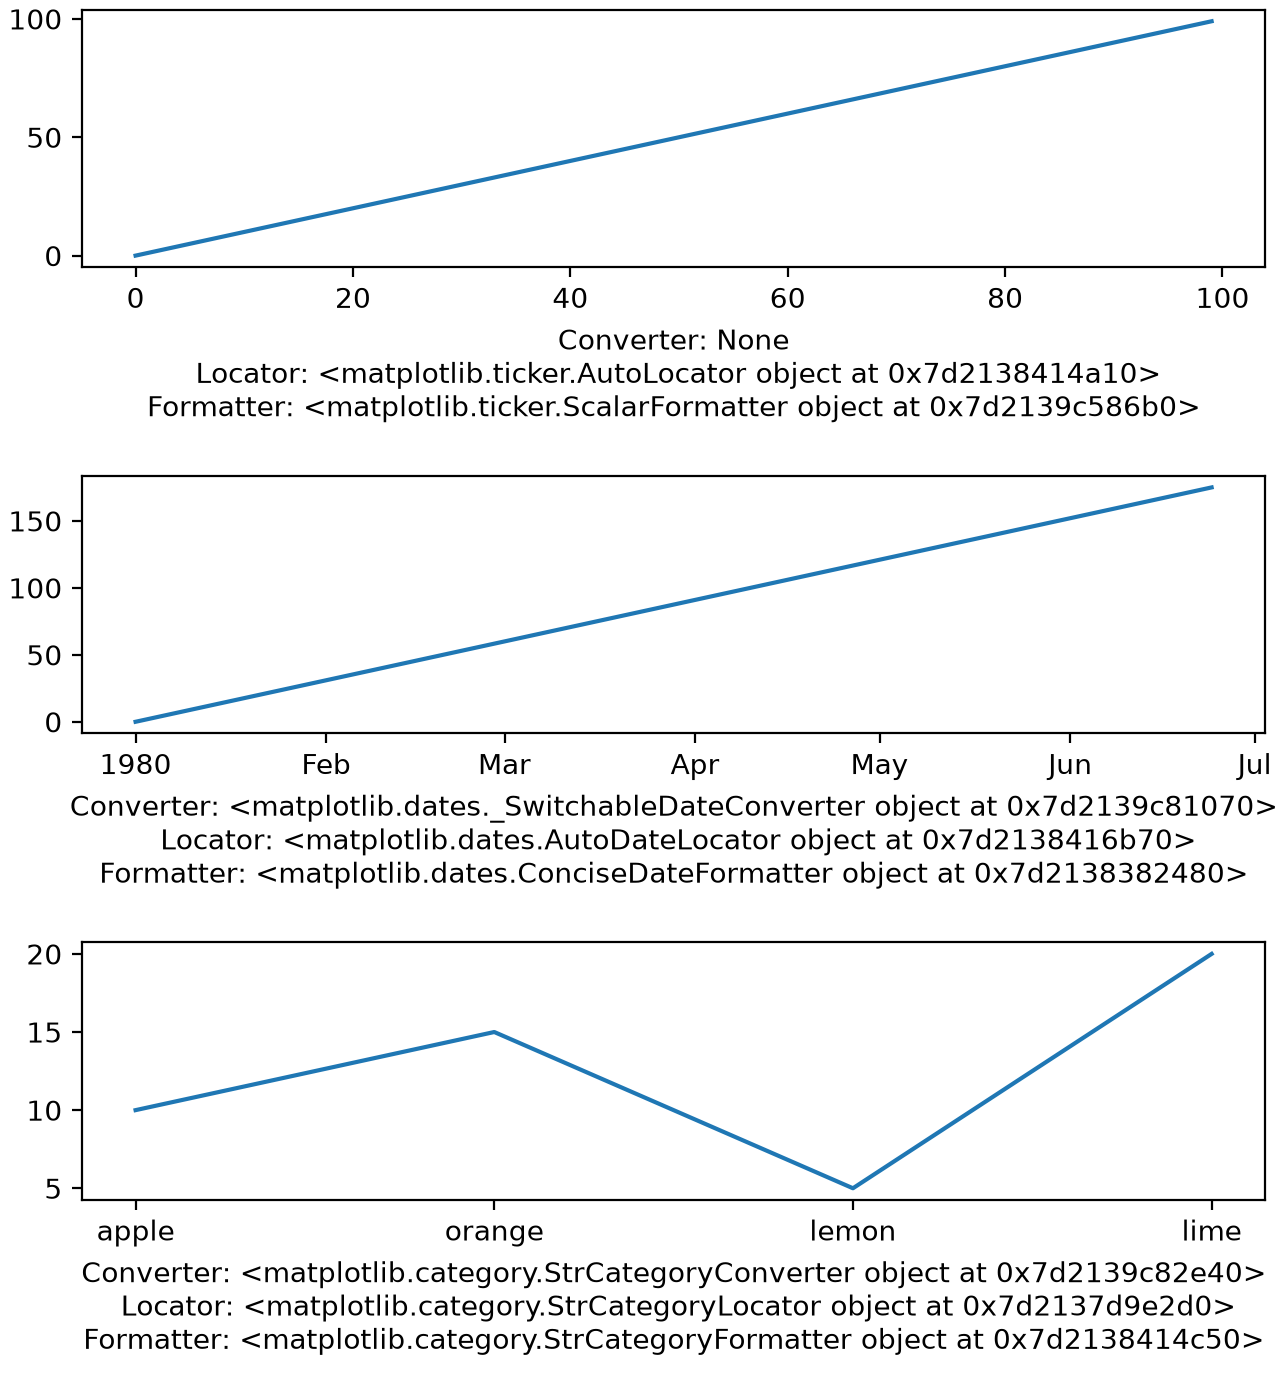 100
50
0
0 20 40 60 80 100
Converter: None
Locator: <matplotlib.ticker.AutoLocator object at 0x7d2138414a10>
Formatter: <matplotlib.ticker.ScalarFormatter object at 0x7d2139c586b0>
150
100
50
0
1980 Feb Mar Apr May Jun Jul
Converter: <matplotlib.dates._SwitchableDateConverter object at 0x7d2139c81070>
Locator: <matplotlib.dates.AutoDateLocator object at 0x7d2138416b70>
Formatter: <matplotlib.dates.ConciseDateFormatter object at 0x7d2138382480>
20
15
10
5
apple orange lemon lime
Converter: <matplotlib.category.StrCategoryConverter object at 0x7d2139c82e40>
Locator: <matplotlib.category.StrCategoryLocator object at 0x7d2137d9e2d0>
Formatter: <matplotlib.category.StrCategoryFormatter object at 0x7d2138414c50>